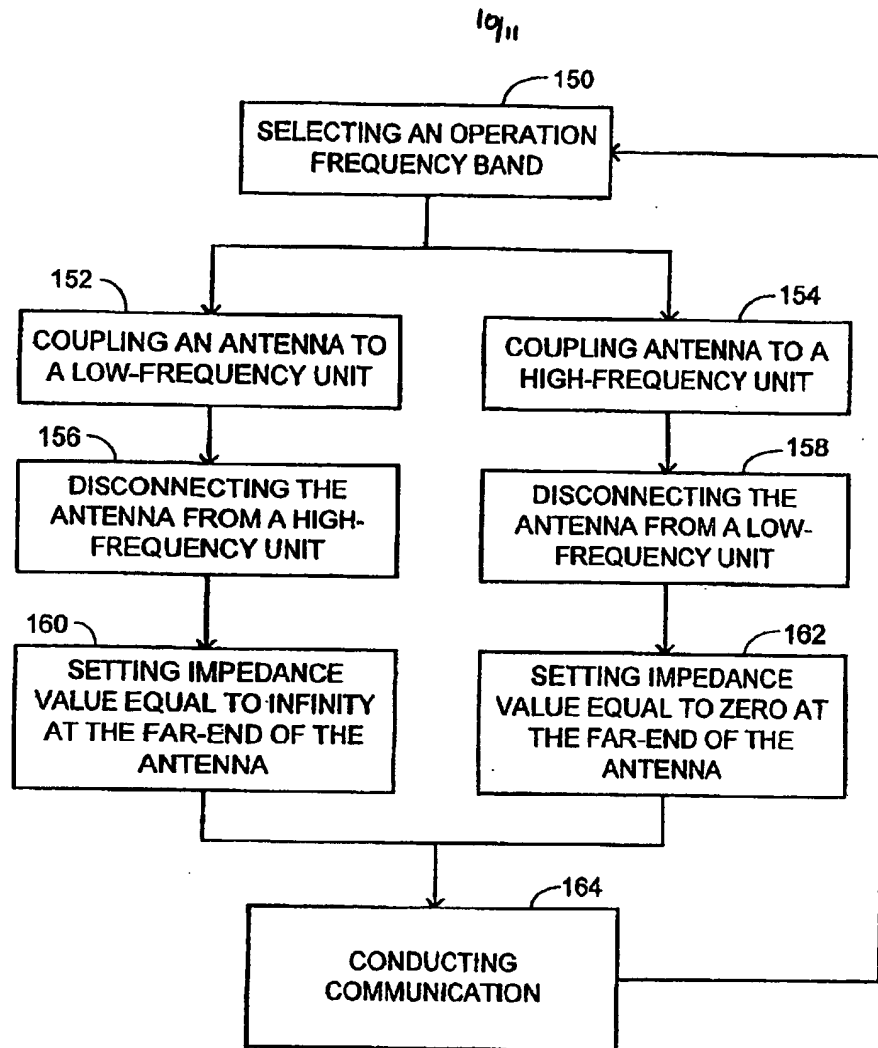 10/11
150
SELECTING AN OPERATION
FREQUENCY BAND
152
COUPLING AN ANTENNA TO
A LOW-FREQUENCY UNIT
154
COUPLING ANTENNA TO A
HIGH-FREQUENCY UNIT
156
DISCONNECTING THE
ANTENNA FROM A HIGH-
FREQUENCY UNIT
158
DISCONNECTING THE
ANTENNA FROM A LOW-
FREQUENCY UNIT
160
SETTING IMPEDANCE
VALUE EQUAL TO INFINITY
AT THE FAR-END OF THE
ANTENNA
162
SETTING IMPEDANCE
VALUE EQUAL TO ZERO AT
THE FAR-END OF THE
ANTENNA
164
CONDUCTING
COMMUNICATION